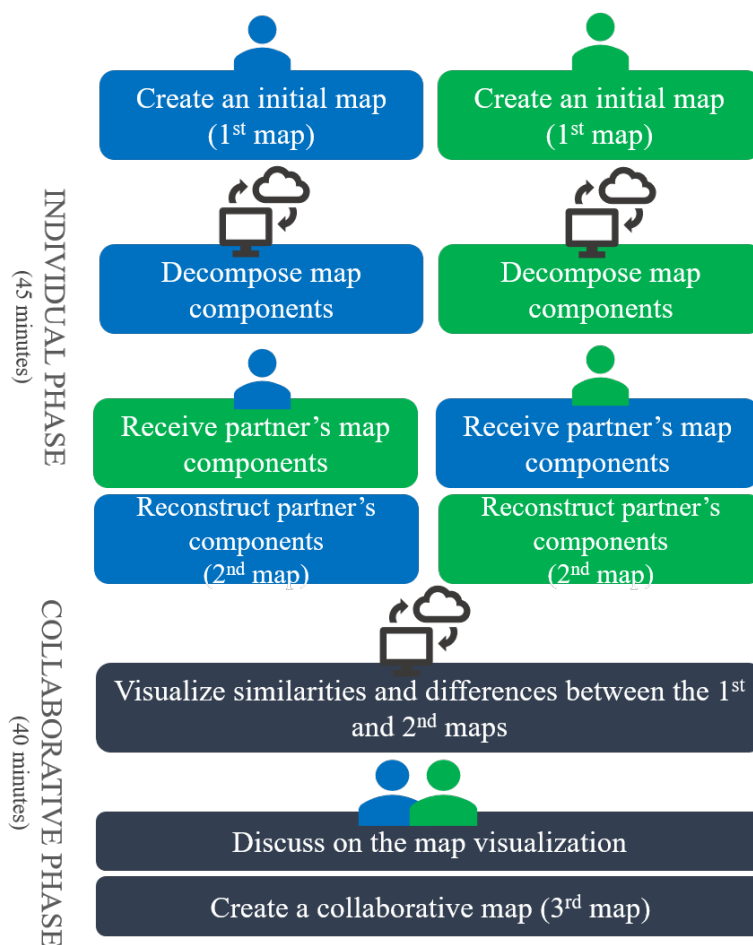 Create an initial map
(1st map)
Create an initial map
(1st map)
INDIVIDUAL PHASE
(45 minutes)
Decompose map
components
Decompose map
components
Receive partner's map
components
Receive partner's map
components
Reconstruct partner's
components
(2nd map)
Reconstruct partner's
components
(2nd map)
COLLABORATIVE PHASE
(40 minutes)
Visualize similarities and differences between the 1st
and 2nd maps
Discuss on the map visualization
Create a collaborative map (3rd map)